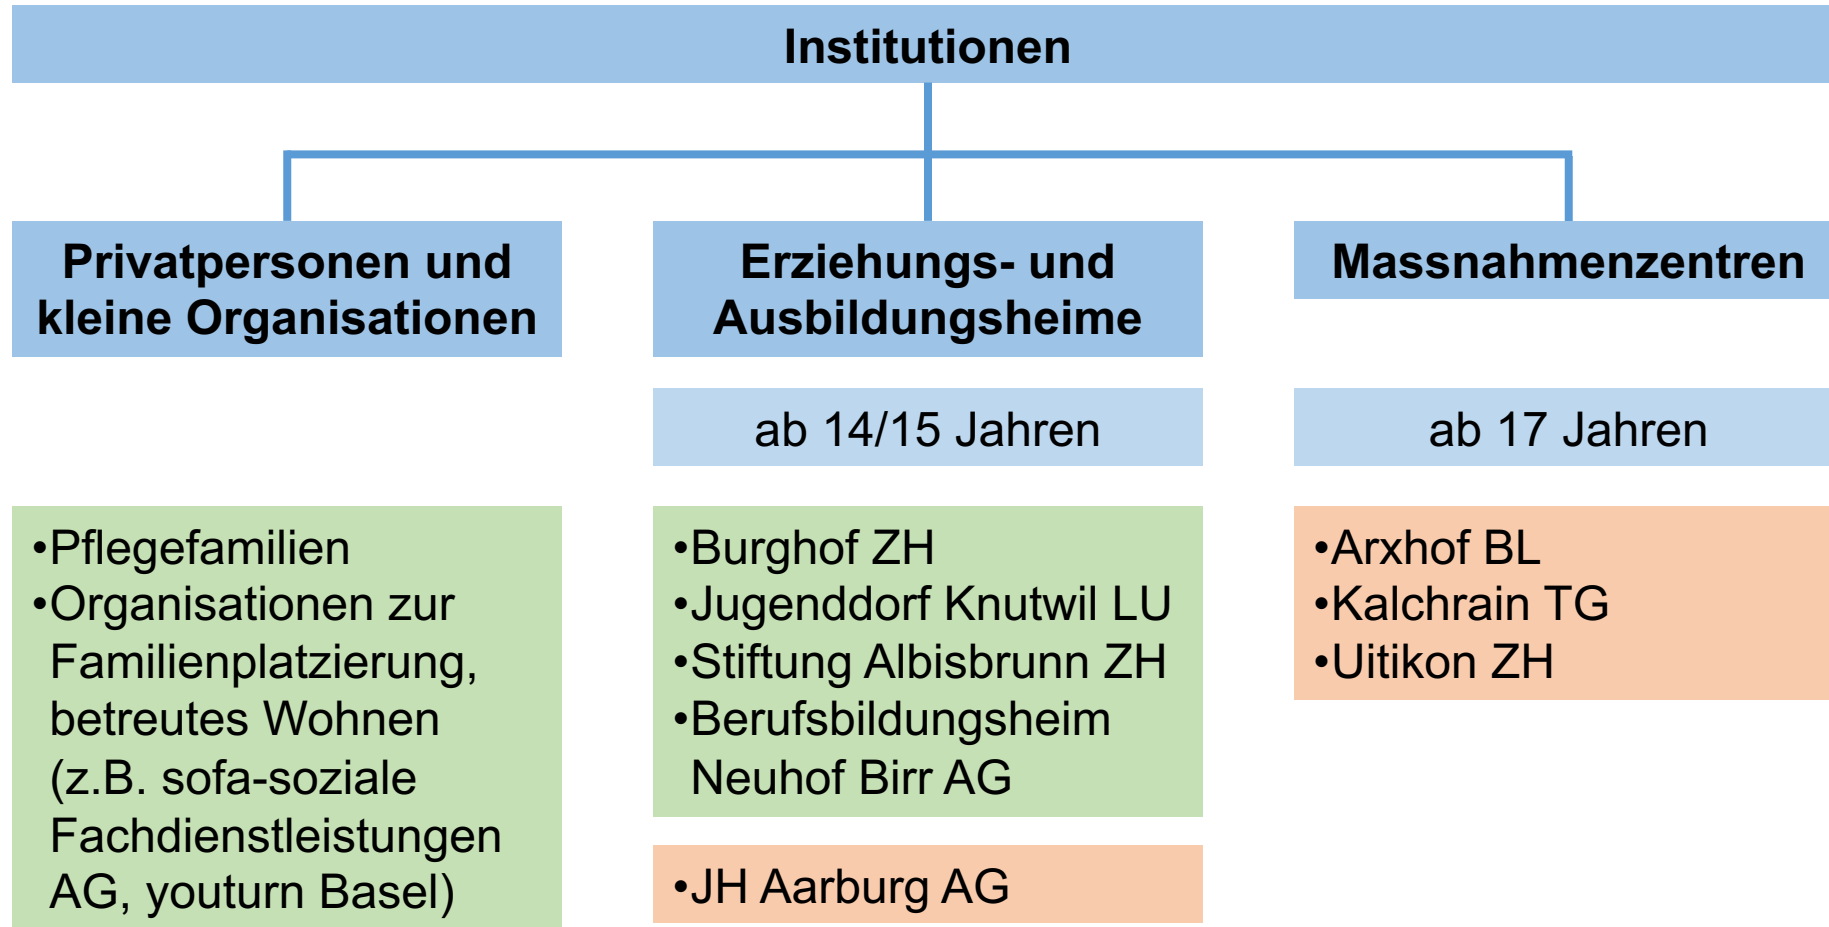 Institutionen
Privatpersonen und
kleine Organisationen
Erziehungs- und
Ausbildungsheime
Massnahmenzentren
ab 14/15 Jahren
ab 17 Jahren
•Pflegefamilien
•Organisationen zur
Familienplatzierung,
betreutes Wohnen
(z.B. sofa-soziale
Fachdienstleistungen
AG, youturn Basel)
•Burghof ZH
•Jugenddorf Knutwil LU
•Stiftung Albisbrunn ZH
•Berufsbildungsheim
Neuhof Birr AG
•JH Aarburg AG
•Arxhof BL
•Kalchrain TG
•Uitikon ZH